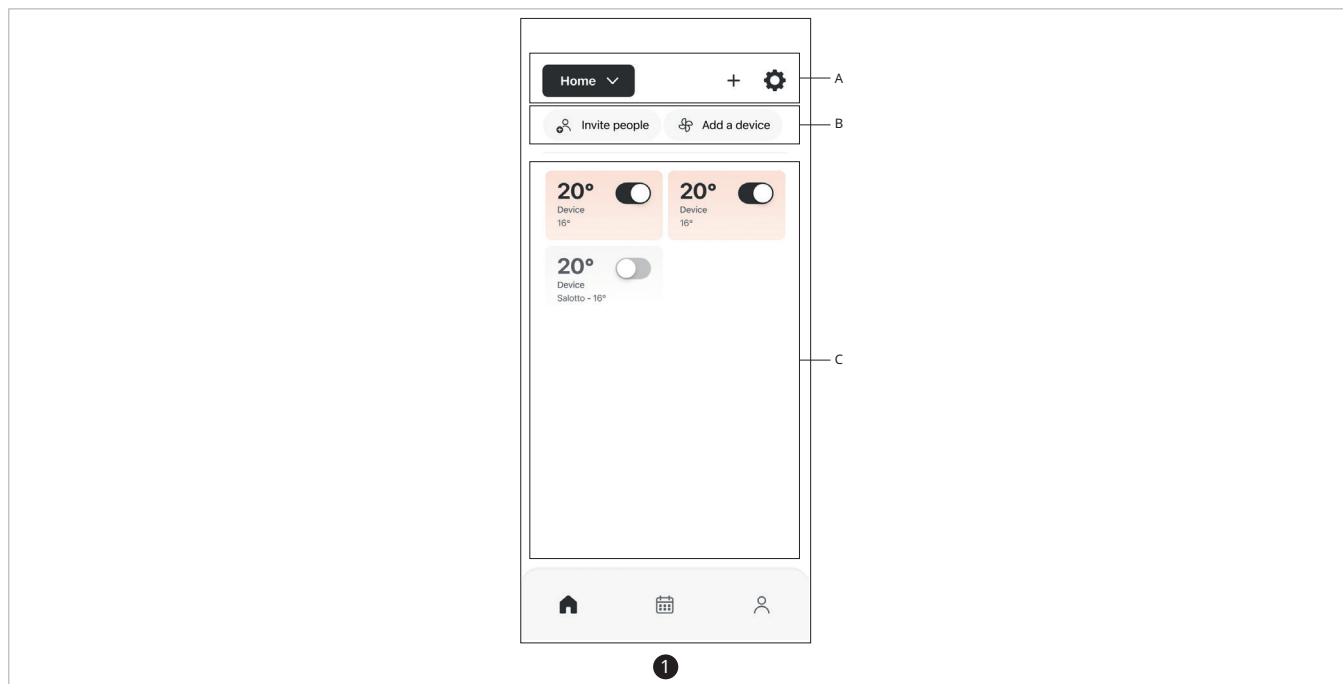 Home + A
Invite people Add a device B
20° 20°
Device Device
16° 16°
20°
Device
Salotto - 16°
C
1